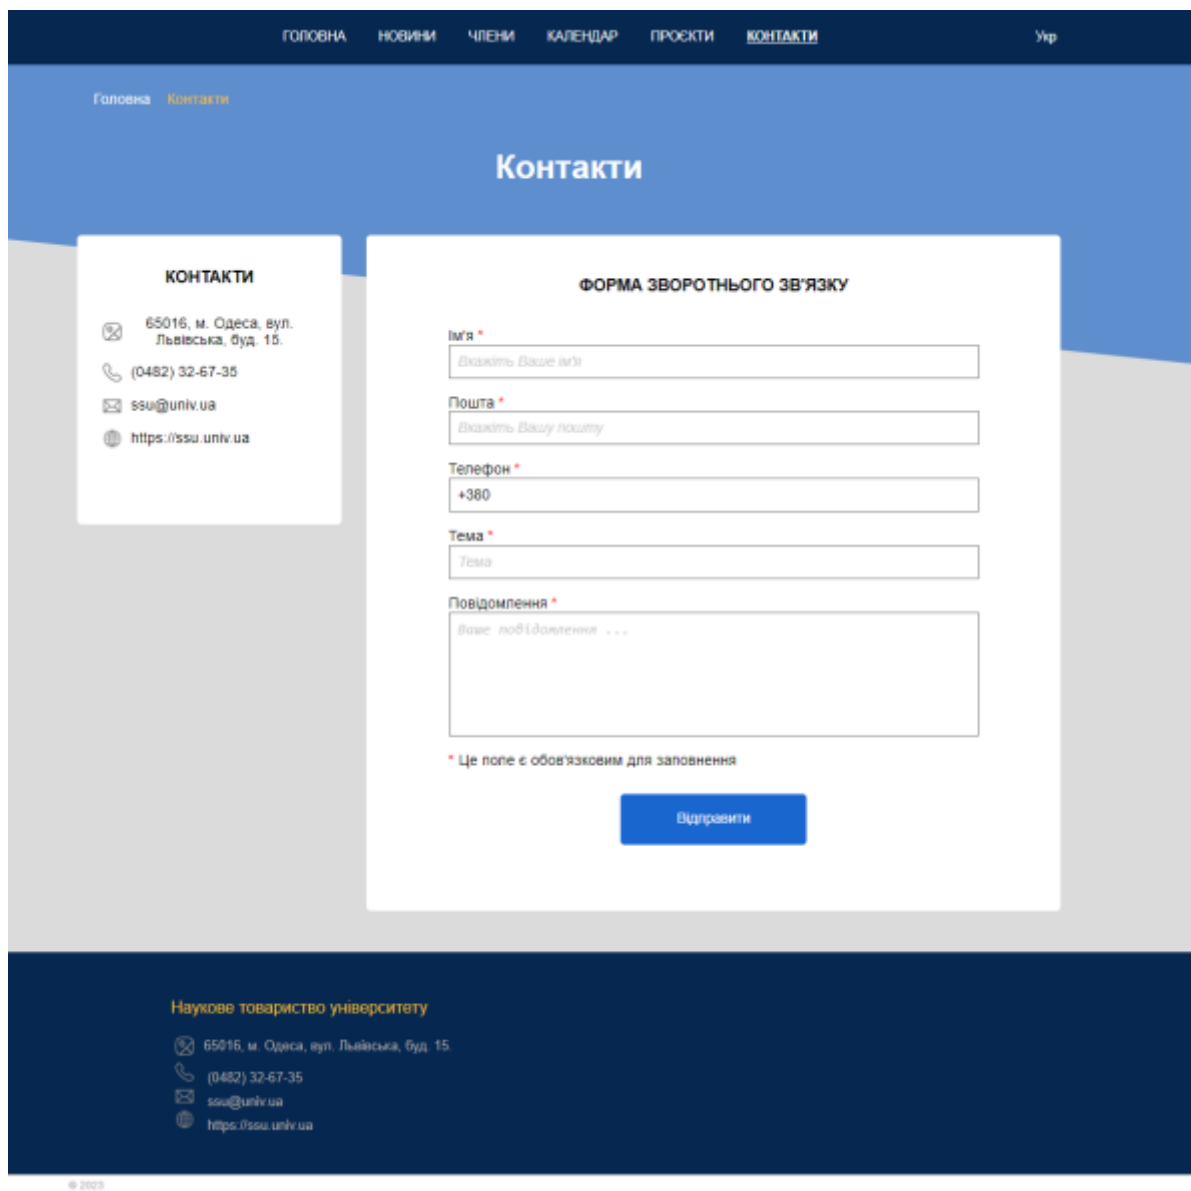 ГОЛОВНА НОВИНИ ЧЛЕНИ КАЛЕНДАР ПРОЄКТИ КОНТАКТИ Укр
Головна Контакти
Контакти
КОНТАКТИ
65016, м. Одеса, вул.
Львівська, буд. 15.
(0482) 32-67-35
ssu@univ.ua
https://ssu.univ.ua
ФОРМА ЗВОРОТНЬОГО ЗВ'ЯЗКУ
Ім'я *
Вкажіть Ваше ім'я
Пошта *
Вкажіть Вашу пошту
Телефон *
+380
Тема *
Тема
Повідомлення *
Ваше повідомлення ...
* Це поле є обов'язковим для заповнення
Відправити
Наукове товариство університету
65016, м. Одеса, вул. Львівська, буд. 15.
(0482) 32-67-35
ssu@univ.ua
https://ssu.univ.ua
© 2023